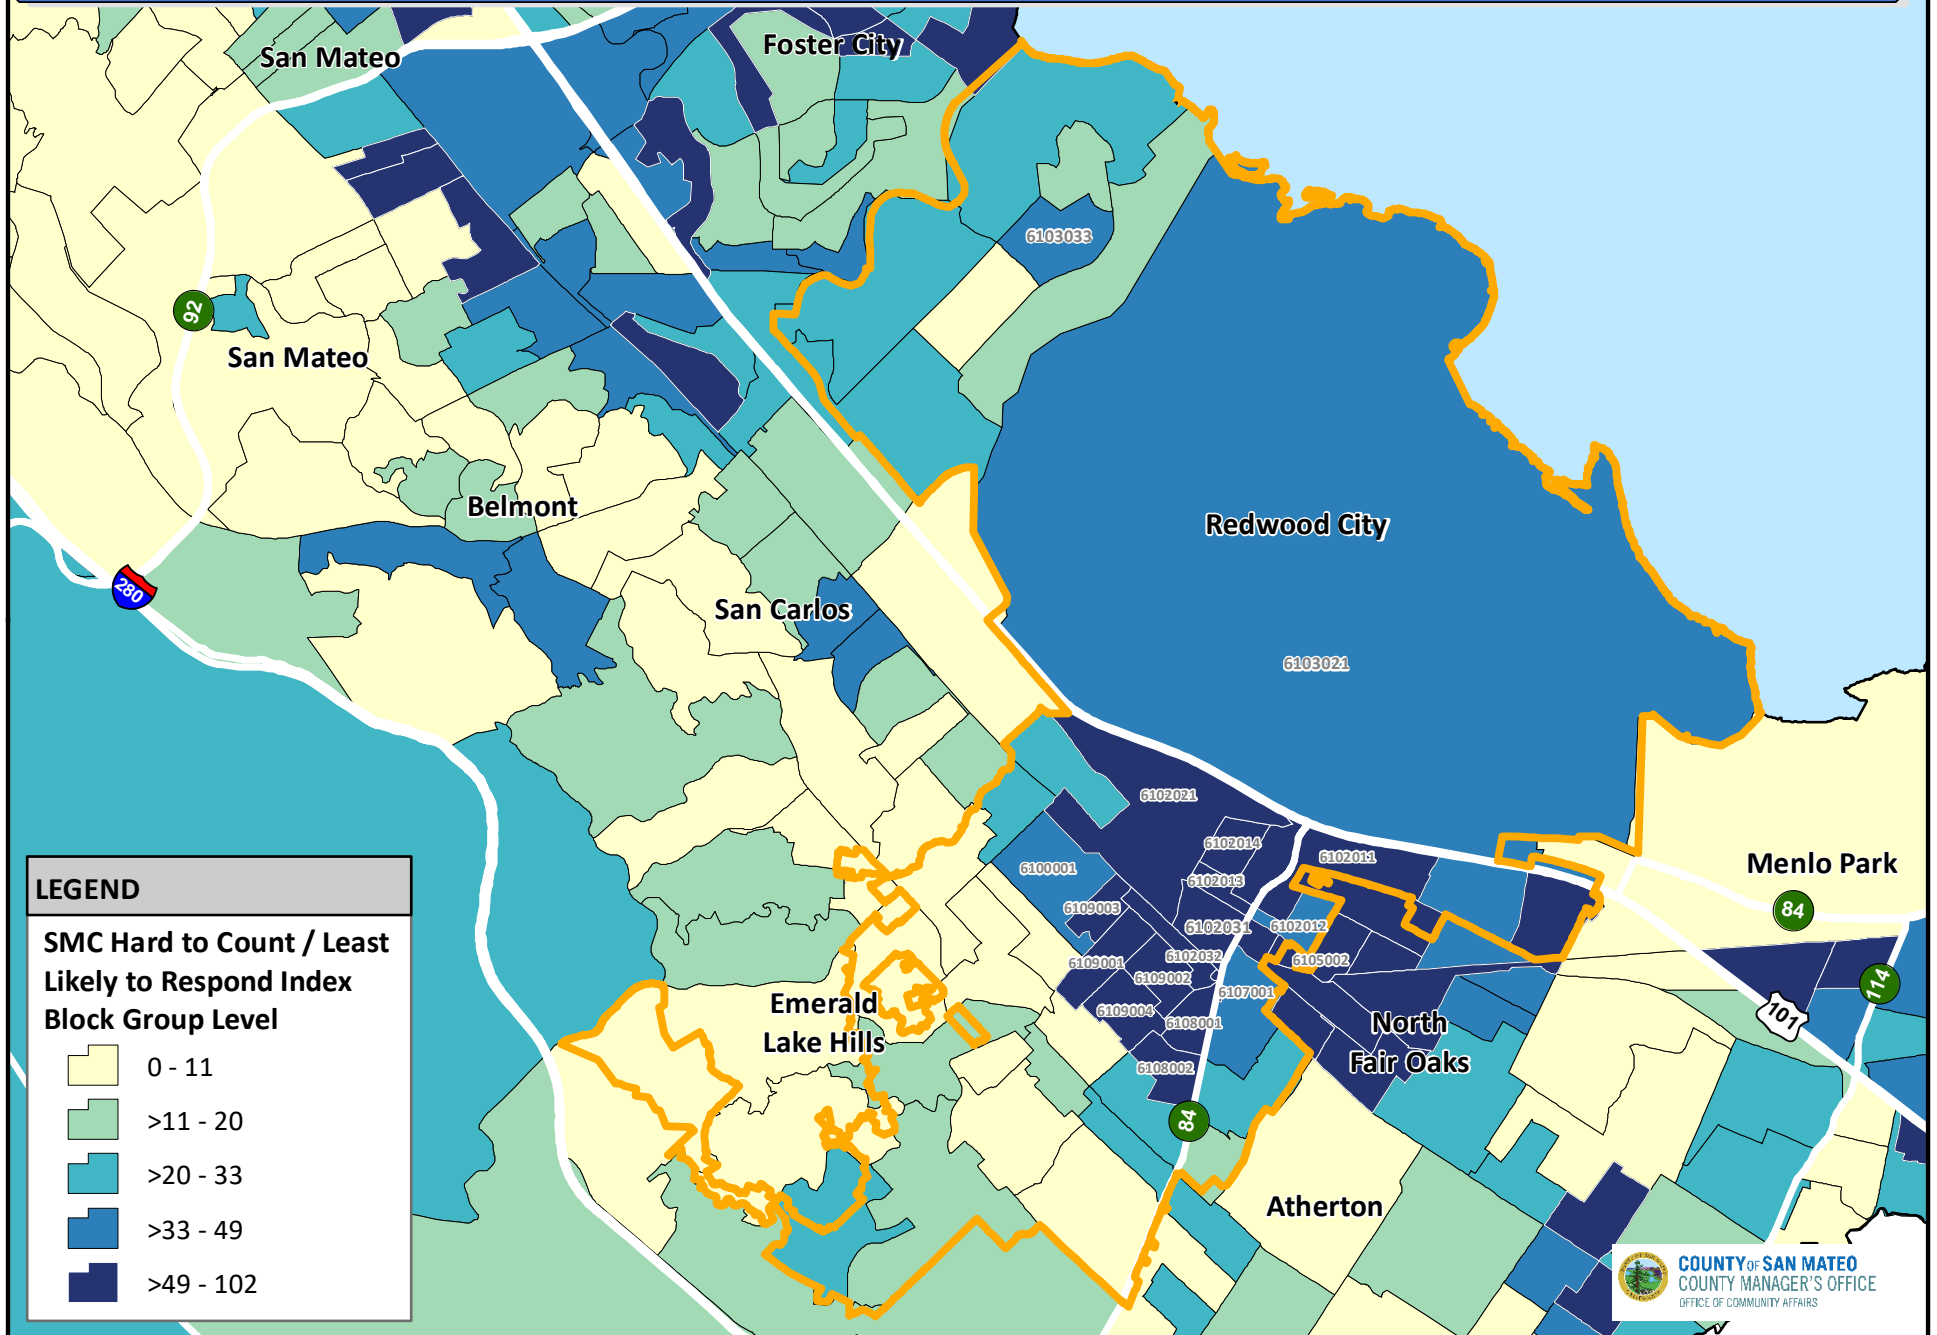 San Mateo
Foster City
6103033
92
San Mateo
Belmont
Redwood City
280
San Carlos
6103021
6102021
6102014
6102011
Menlo Park
6100001
6102013
84
6109003
6102031
6102012
6109001
6102032
6105002
6109002
6107001
114
Emerald
Lake Hills
6109004
6108001
North
Fair Oaks
101
6108002
84
Atherton
LEGEND
SMC Hard to Count / Least
Likely to Respond Index
Block Group Level
0 - 11
>11 - 20
>20 - 33
>33 - 49
>49 - 102
COUNTY OF SAN MATEO
COUNTY MANAGER'S OFFICE
OFFICE OF COMMUNITY AFFAIRS